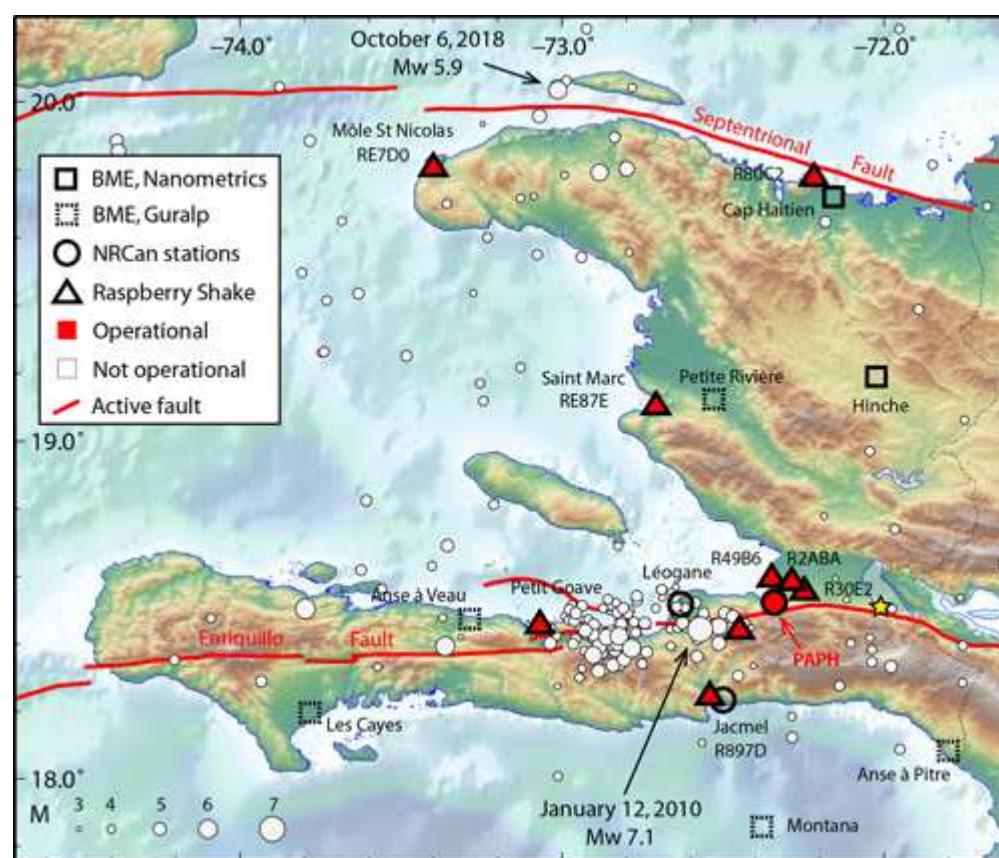 −74.0˚
−73.0˚
−72.0˚
October 6, 2018
Mw 5.9
20.0˚
Môle St Nicolas
RE7D0
Septentrional
Fault
R80C2
Cap Haitien
BME, Nanometrics
BME, Guralp
NRCan stations
Raspberry Shake
Operational
Not operational
Active fault
Saint Marc
RE87E
Petite Rivière
Hinche
19.0˚
R49B6
R2ABA
R30E2
Léogane
Petit Goave
Anse à Veau
Enriquillo
Fault
PAPH
Les Cayes
Jacmel
R897D
Anse à Pitre
18.0˚
January 12, 2010
Mw 7.1
Montana
M
3 4 5 6 7